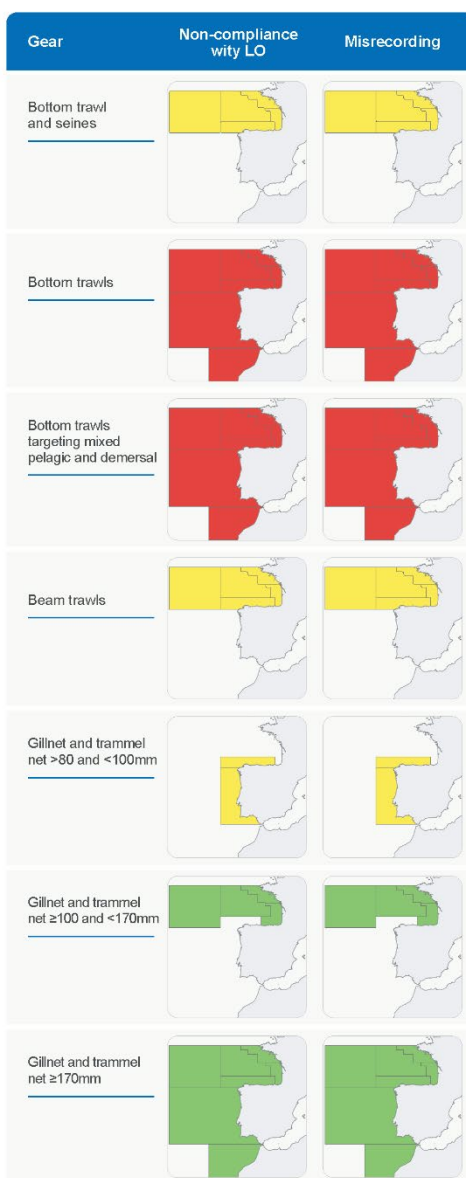 Gear
Non-compliance
wity LO
Misrecording
Bottom trawl
and seines
Bottom trawls
Bottom trawls
targeting mixed
pelagic and demersal
Beam trawls
Gillnet and trammel
net >80 and <100mm
Gillnet and trammel
net ≥100 and <170mm
Gillnet and trammel
net ≥170mm